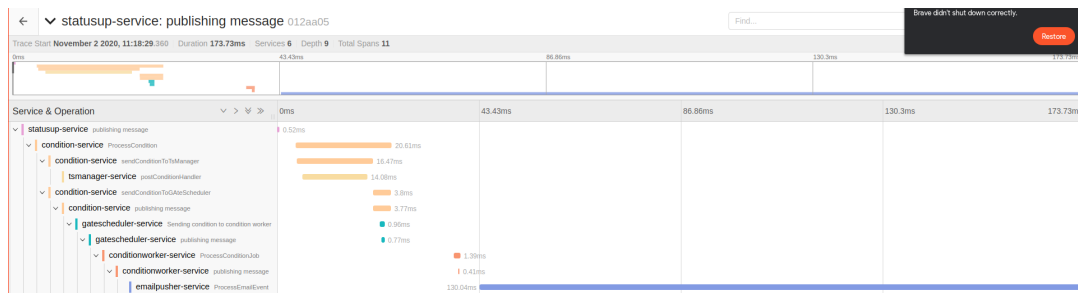 statusup-service: publishing message 012aa05
Find...
Brave didn't shut down correctly.
Restore
Trace Start November 2 2020, 11:18:29.360 Duration 173.73ms Services 6 Depth 9 Total Spans 11
0ms 43.43ms 86.86ms 130.3ms 173.73ms
Service & Operation 0ms 43.43ms 86.86ms 130.3ms 173.73ms
statusup-service publishing message 0.52ms
condition-service ProcessCondition 20.61ms
condition-service sendConditionToTsManager 16.47ms
tsmanager-service postConditionHandler 14.08ms
condition-service sendConditionToGAteScheduler 3.8ms
condition-service publishing message 3.77ms
gatescheduler-service Sending condition to condition worker 0.96ms
gatescheduler-service publishing message 0.77ms
conditionworker-service ProcessConditionJob 1.39ms
conditionworker-service publishing message 0.41ms
emailpusher-service ProcessEmailEvent 130.04ms